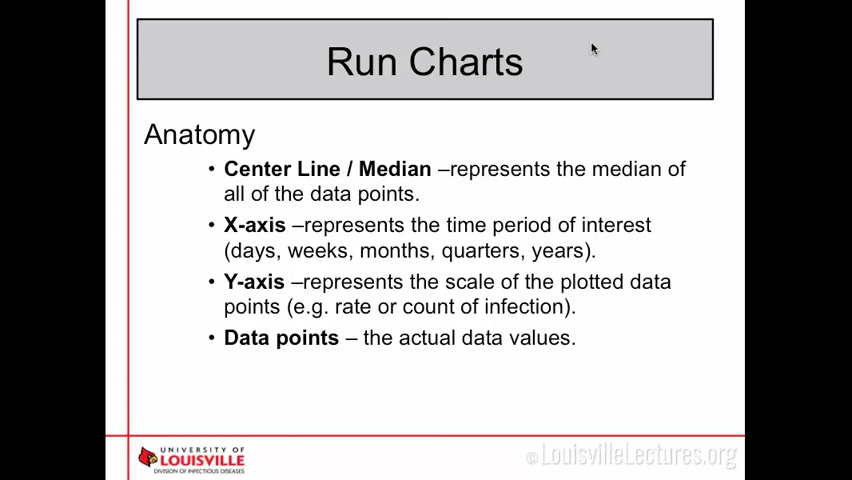 Run Charts
Anatomy
• Center Line / Median –represents the median of
all of the data points.
• X-axis –represents the time period of interest
(days, weeks, months, quarters, years).
• Y-axis –represents the scale of the plotted data
points (e.g. rate or count of infection).
• Data points – the actual data values.
UNIVERSITY OF
LOUISVILLE
DIVISION OF INFECTIOUS DISEASES
©LouisvilleLectures.org